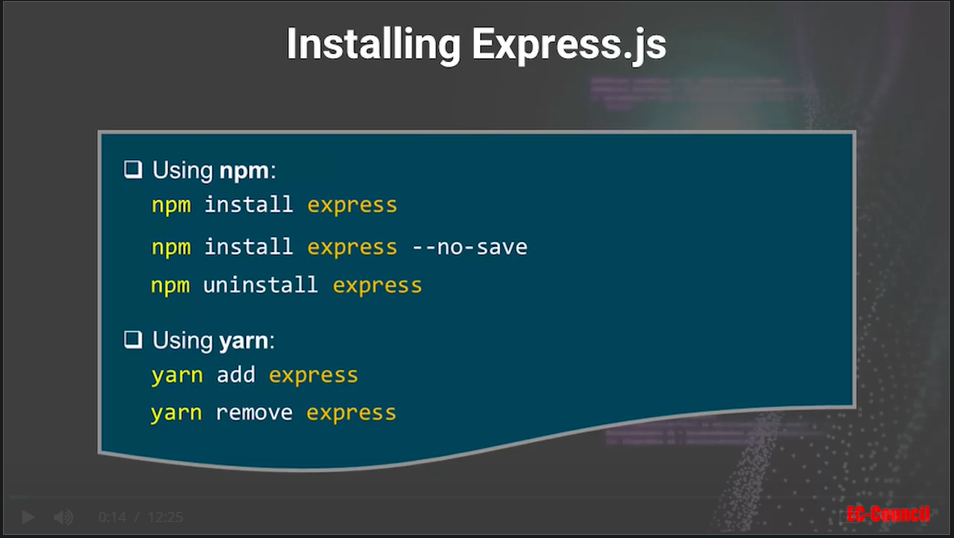 Installing Express.js
❑ Using npm:
npm install express
npm install express --no-save
npm uninstall express
❑ Using yarn:
yarn add express
yarn remove express
0:14 / 12:25
EC-Council